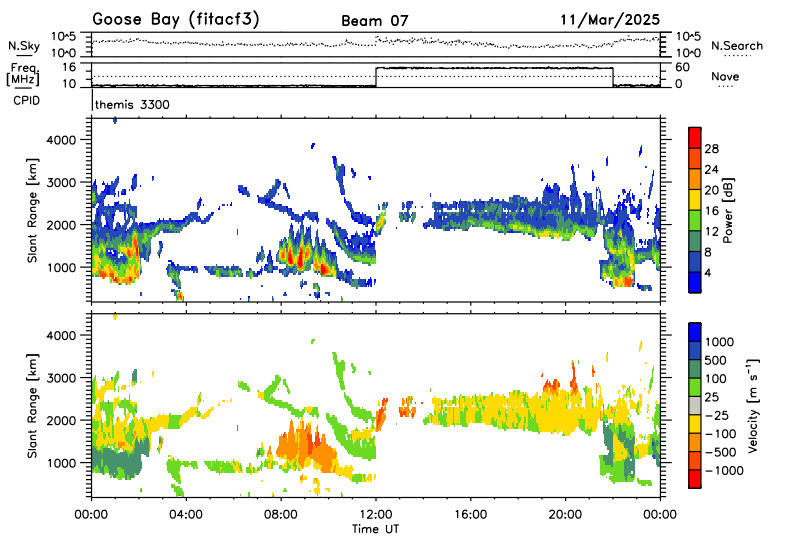 Goose Bay (fitacf3) Beam 07 11/Mar/2025
N.Sky 10^5 10^0 10^5 10^0 N.Search
Freq. [MHz] 16 10 60 0 Nave
CPID themis 3300
Slant Range [km] 4000 3000 2000 1000
28 24 20 16 12 8 4 Power [dB]
Slant Range [km] 4000 3000 2000 1000
1000 500 100 25 −25 −100 −500 −1000 Velocity [m s⁻¹]
00:00 04:00 08:00 12:00 16:00 20:00 00:00
Time UT